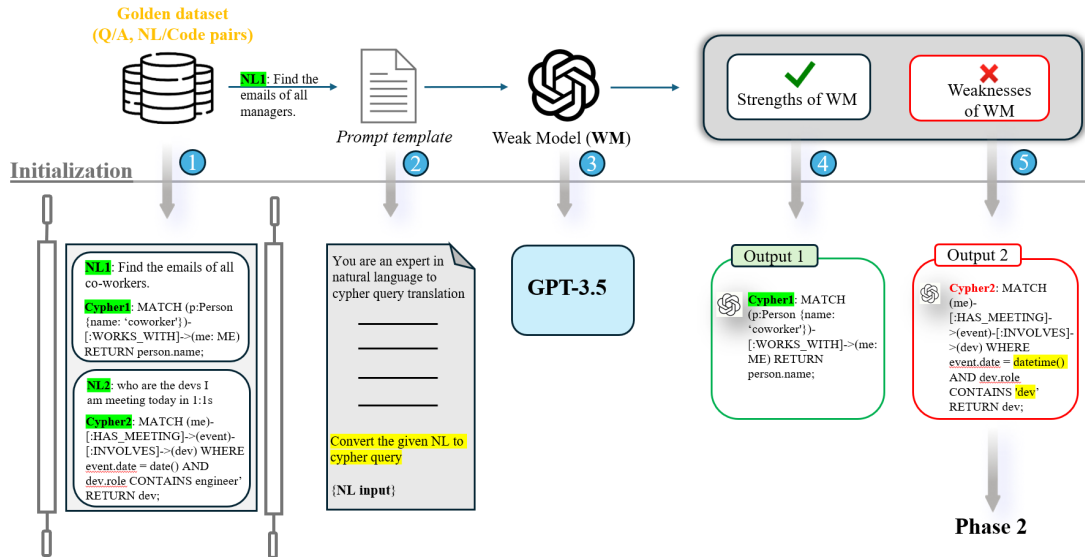 Golden dataset
(Q/A, NL/Code pairs)
NL1: Find the
emails of all
managers.
Prompt template
Weak Model (WM)
Strengths of WM
Weaknesses
of WM
1
2
3
4
5
Initialization
NL1: Find the emails of all
co-workers.
Cypher1: MATCH
(p:Person
{name: ‘coworker'})-
[:WORKS_WITH]->(me: ME)
RETURN person.name;
NL2: who are the devs I
am meeting today in 1:1s
Cypher2: MATCH (me)-
[:HAS_MEETING]->(event)-
[:INVOLVES]->(dev) WHERE
event.date = date() AND
dev.role CONTAINS engineer’
RETURN dev;
You are an expert in
natural language to
cypher query translation
Convert the given NL to
cypher query
{NL input}
GPT-3.5
Output 1
Cypher1: MATCH
(p:Person {name:
‘coworker'})-
[:WORKS_WITH]->(me:
ME) RETURN
person.name;
Output 2
Cypher2: MATCH
(me)-
[:HAS_MEETING]-
>(event)-[:INVOLVES]-
>(dev) WHERE
event.date = datetime()
AND dev.role
CONTAINS 'dev’
RETURN dev;
Phase 2